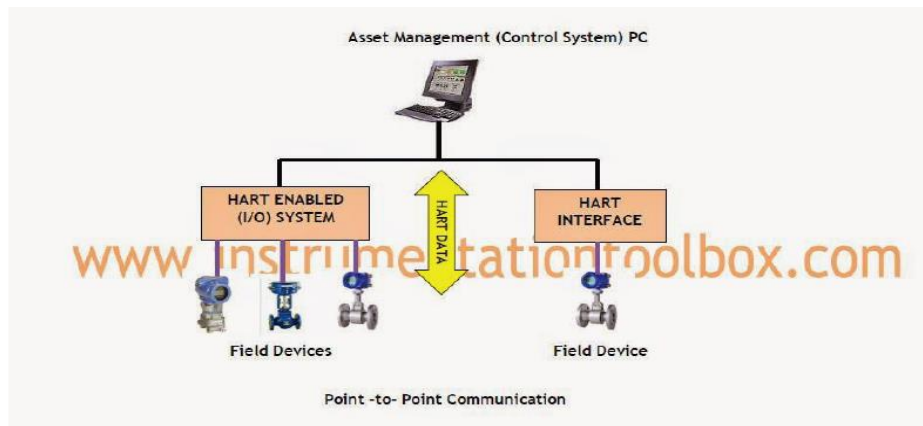 Asset Management (Control System) PC
HART ENABLED
(I/O) SYSTEM
HART DATA
HART
INTERFACE
www.instrumentationtoolbox.com
Field Devices
Field Device
Point -to- Point Communication